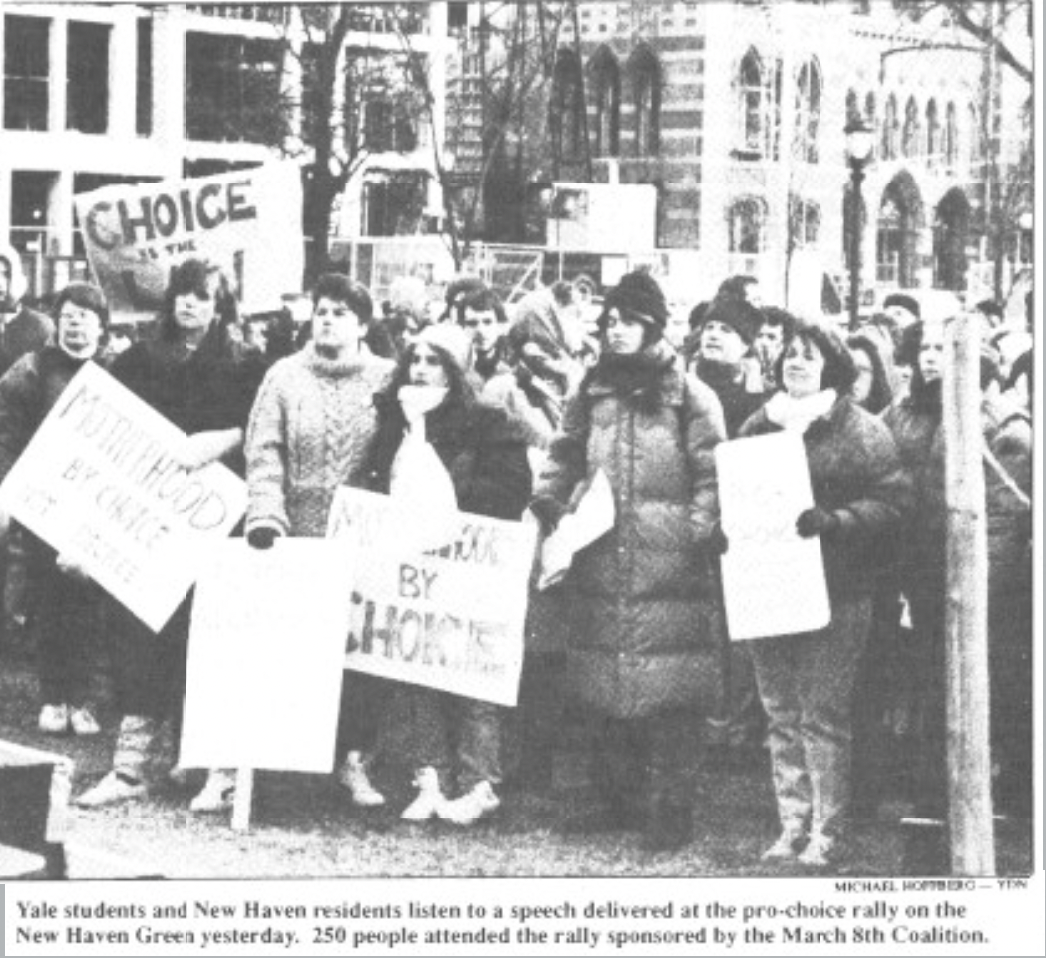 CHOICE
IS THE
MOTHERHOOD
BY CHOICE
BY
CHOICE
MICHAEL HOFFBERG — YDN
Yale students and New Haven residents listen to a speech delivered at the pro-choice rally on the
New Haven Green yesterday. 250 people attended the rally sponsored by the March 8th Coalition.